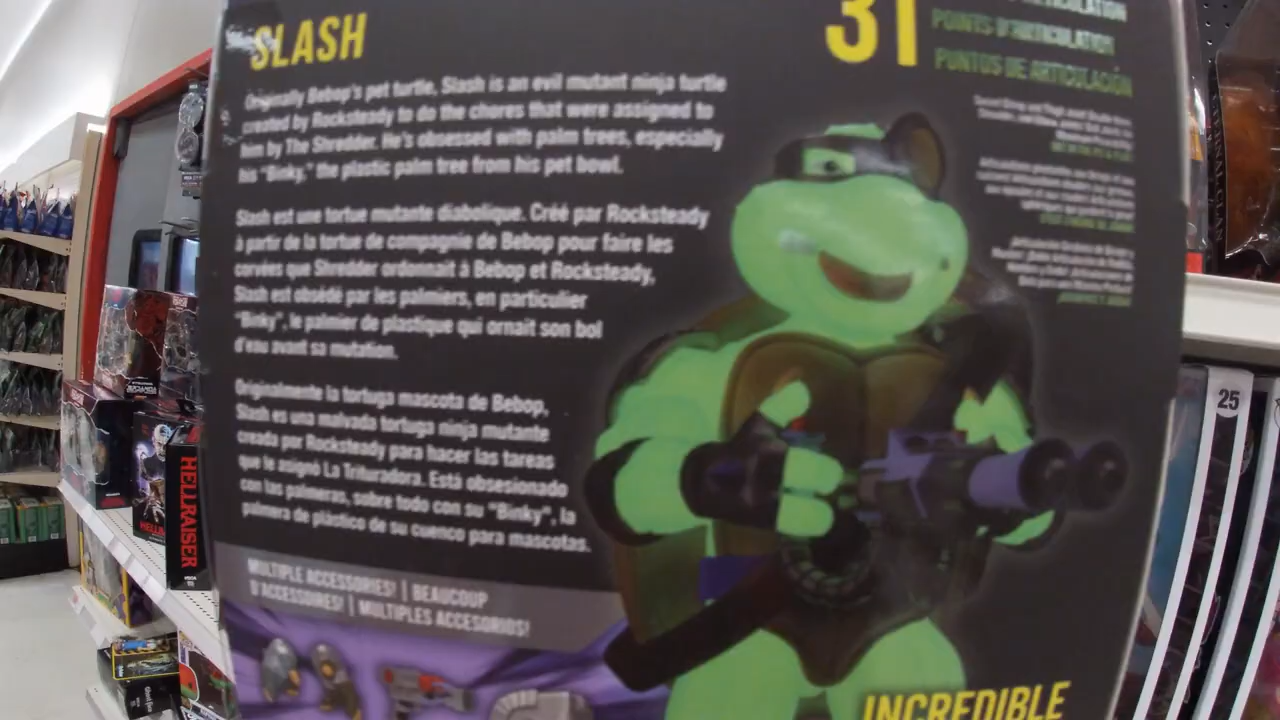 SLASH
Originally Bebop's pet turtle, Slash is an evil mutant ninja turtle
created by Rocksteady to do the chores that were assigned to
him by The Shredder. He's obsessed with palm trees, especially
his "Binky," the plastic palm tree from his pet bowl.
Slash est une tortue mutante diabolique. Créé par Rocksteady
à partir de la tortue de compagnie de Bebop pour faire les
corvées que Shredder ordonnait à Bebop et Rocksteady,
Slash est obsédé par les palmiers, en particulier
"Binky", le palmier de plastique qui ornait son bol
d'eau avant sa mutation.
Originalmente la tortuga mascota de Bebop,
Slash es una malvada tortuga ninja mutante
creada por Rocksteady para hacer las tareas
que le asignó La Trituradora. Está obsesionado
con las palmeras, sobre todo con su "Binky", la
palmera de plástico de su cuenco para mascotas.
MULTIPLE ACCESSORIES! | BEAUCOUP
D'ACCESSOIRES! | MULTIPLES ACCESORIOS!
31
POINTS D'ARTICULATION
PUNTOS DE ARTICULACIÓN
INCREDIBLE
HELLRAISER
25